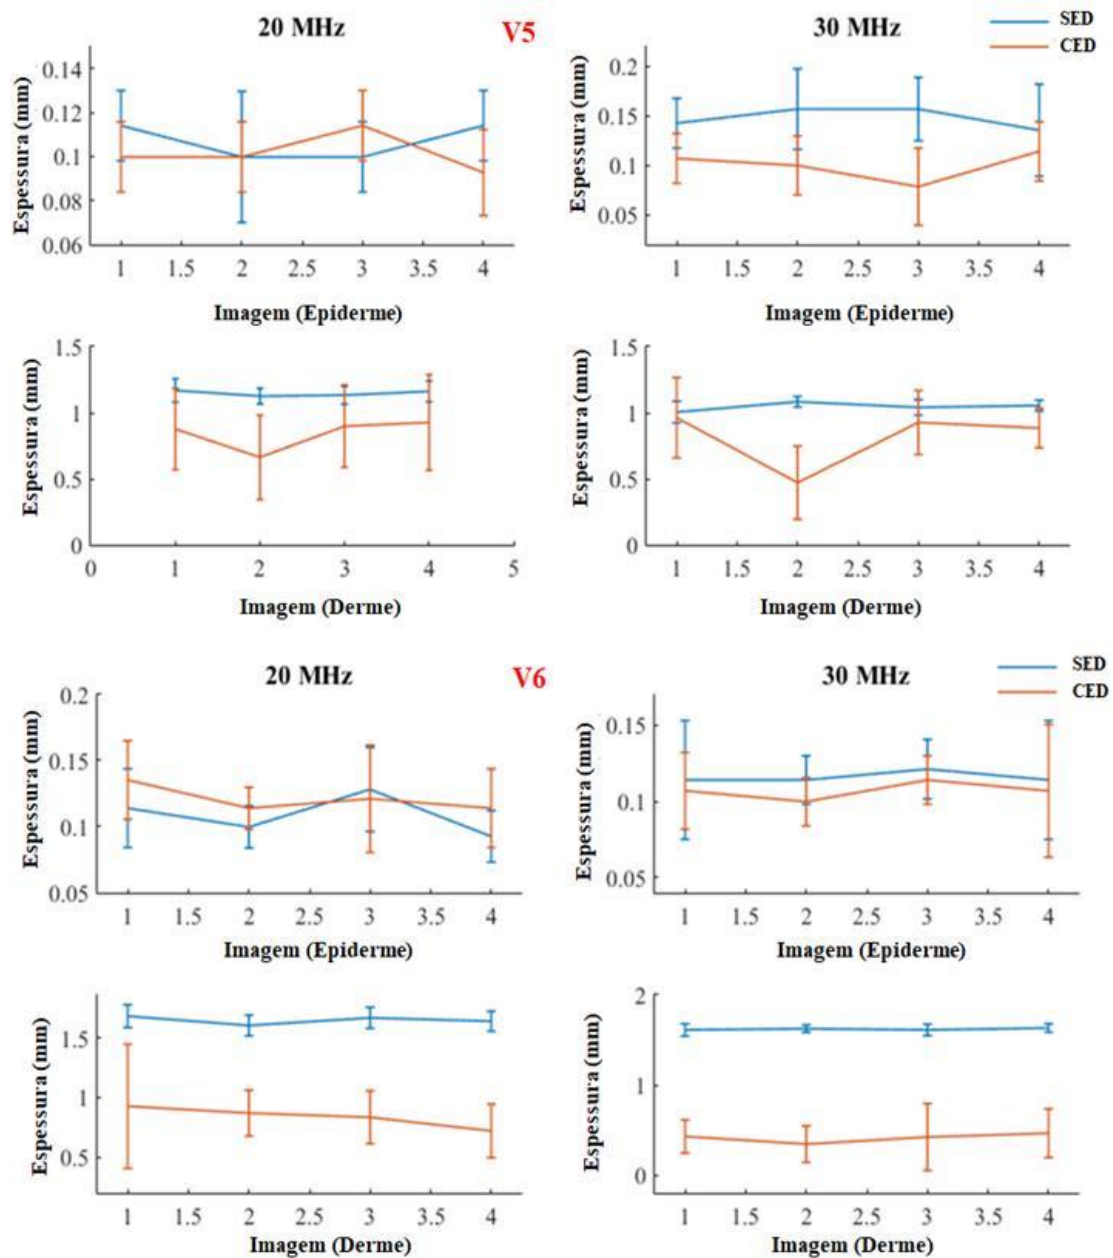 20 MHz V5 30 MHz
SED
CED
Espessura (mm)
0.14
0.12
0.1
0.08
0.06
1 1.5 2 2.5 3 3.5 4
Imagem (Epiderme)
Espessura (mm)
0.2
0.15
0.1
0.05
1 1.5 2 2.5 3 3.5 4
Imagem (Epiderme)
Espessura (mm)
1.5
1
0.5
0
0 1 2 3 4 5
Imagem (Derme)
Espessura (mm)
1.5
1
0.5
0
1 1.5 2 2.5 3 3.5 4
Imagem (Derme)
20 MHz V6 30 MHz
SED
CED
Espessura (mm)
0.2
0.15
0.1
0.05
1 1.5 2 2.5 3 3.5 4
Imagem (Epiderme)
Espessura (mm)
0.15
0.1
0.05
1 1.5 2 2.5 3 3.5 4
Imagem (Epiderme)
Espessura (mm)
1.5
1
0.5
1 1.5 2 2.5 3 3.5 4
Imagem (Derme)
Espessura (mm)
2
1
0
1 1.5 2 2.5 3 3.5 4
Imagem (Derme)